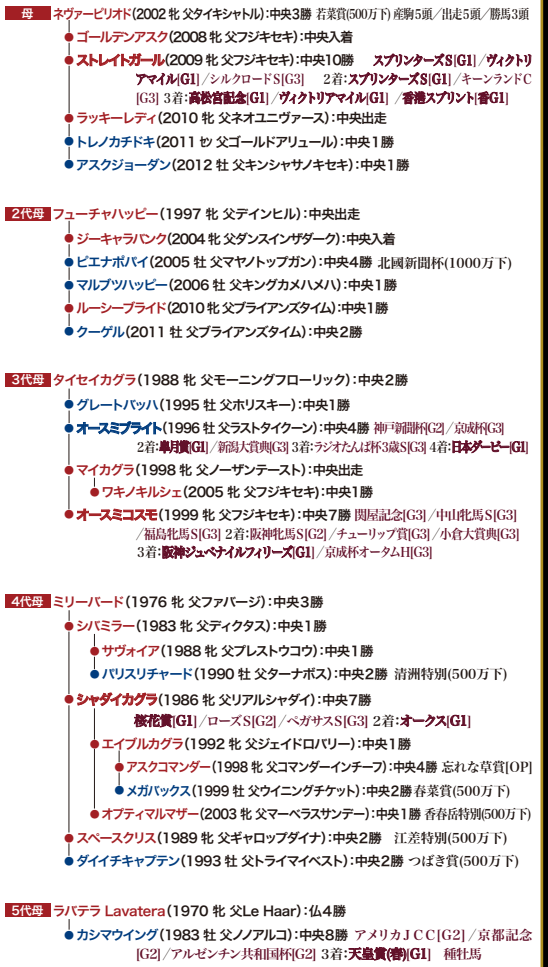 母 ネヴァーピリオド(2002 牝 父タイキシャトル):中央3勝 若菜賞(500万下) 産駒5頭/出走5頭/勝馬3頭
ゴールデンアスク(2008 牝 父フジキセキ):中央入着
ストレイトガール(2009 牝 父フジキセキ):中央10勝 スプリンターズS[G1]/ヴィクトリ
アマイル[G1]/シルクロードS[G3] 2着:スプリンターズS[G1]/キーンランドC
[G3] 3着:高松宮記念[G1]/ヴィクトリアマイル[G1] /香港スプリント[香G1]
ラッキーレディ(2010 牝 父ネオユニヴァース):中央出走
トレノカチドキ(2011 セン 父ゴールドアリュール):中央1勝
アスクジョーダン(2012 牡 父キンシャサノキセキ):中央1勝
2代母 フューチャハッピー(1997 牝 父デインヒル):中央出走
ジーキャラバンク(2004 牝 父ダンスインザダーク):中央入着
ピエナポパイ(2005 牡 父マヤノトップガン):中央4勝 北國新聞杯(1000万下)
マルブツハッピー(2006 牡 父キングカメハメハ):中央1勝
ルーシーブライド(2010 牝 父ブライアンズタイム):中央1勝
クーゲル(2011 牡 父ブライアンズタイム):中央2勝
3代母 タイセイカグラ(1988 牝 父モーニングフローリック):中央2勝
グレートバッハ(1995 牡 父ホリスキー):中央1勝
オースミブライト(1996 牡 父ラストタイクーン):中央4勝 神戸新聞杯[G2]/京成杯[G3]
2着:皐月賞[G1]/新潟大賞典[G3] 3着:ラジオたんぱ杯3歳S[G3] 4着:日本ダービー[G1]
マイカグラ(1998 牝 父ノーザンテースト):中央出走
ワキノキルシェ(2005 牝 父フジキセキ):中央1勝
オースミコスモ(1999 牝 父フジキセキ):中央7勝 関屋記念[G3]/中山牝馬S[G3]
/福島牝馬S[G3] 2着:阪神牝馬S[G2]/チューリップ賞[G3]/小倉大賞典[G3]
3着:阪神ジュベナイルフィリーズ[G1]/京成杯オータムH[G3]
4代母 ミリーバード(1976 牝 父ファバージ):中央3勝
シバミラー(1983 牝 父ディクタス):中央1勝
サヴォイア(1988 牝 父プレストウコウ):中央1勝
パリスリチャード(1990 牡 父ターナボス):中央2勝 清洲特別(500万下)
シャダイカグラ(1986 牝 父リアルシャダイ):中央7勝
桜花賞[G1]/ローズS[G2]/ペガサスS[G3] 2着:オークス[G1]
エイブルカグラ(1992 牝 父ジェイドロバリー):中央1勝
アスクコマンダー(1998 牝 父コマンダーインチーフ):中央4勝 忘れな草賞[OP]
メガバックス(1999 牡 父ウイニングチケット):中央2勝 春菜賞(500万下)
オプティマルマザー(2003 牝 父マーベラスサンデー):中央1勝 香春岳特別(500万下)
スペースクリス(1989 牝 父ギャロップダイナ):中央2勝 江差特別(500万下)
ダイイチキャプテン(1993 牡 父トライマイベスト):中央2勝 つばき賞(500万下)
5代母 ラバテラ Lavatera(1970 牝 父Le Haar):仏4勝
カシマウイング(1983 牡 父ノノアルコ):中央8勝 アメリカJCC[G2]/京都記念
[G2]/アルゼンチン共和国杯[G2] 3着:天皇賞(春)[G1] 種牡馬